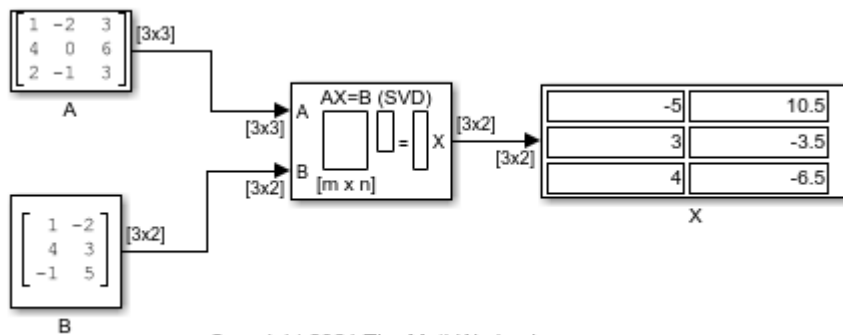 1 -2 3
4 0 6
2 -1 3
[3x3]
A
[3x3]
A
AX=B (SVD)
=
X
B
[m x n]
[3x2]
[3x2]
[3x2]
-5 10.5
3 -3.5
4 -6.5
X
1 -2
4 3
-1 5
[3x2]
B